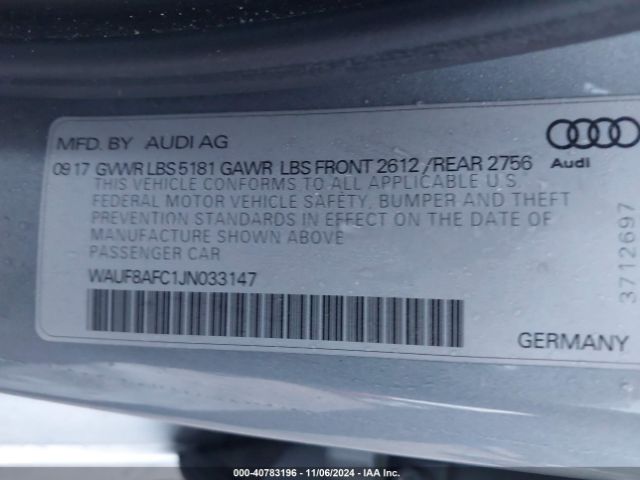 MFD. BY AUDI AG
09 17 GVWR LBS 5181 GAWR LBS FRONT 2612 /REAR 2756
Audi
THIS VEHICLE CONFORMS TO ALL APPLICABLE U.S.
FEDERAL MOTOR VEHICLE SAFETY, BUMPER AND THEFT
PREVENTION STANDARDS IN EFFECT ON THE DATE OF
MANUFACTURE SHOWN ABOVE
PASSENGER CAR
WAUF8AFC1JN033147
3712697
GERMANY
000-40783196 - 11/06/2024 - IAA Inc.